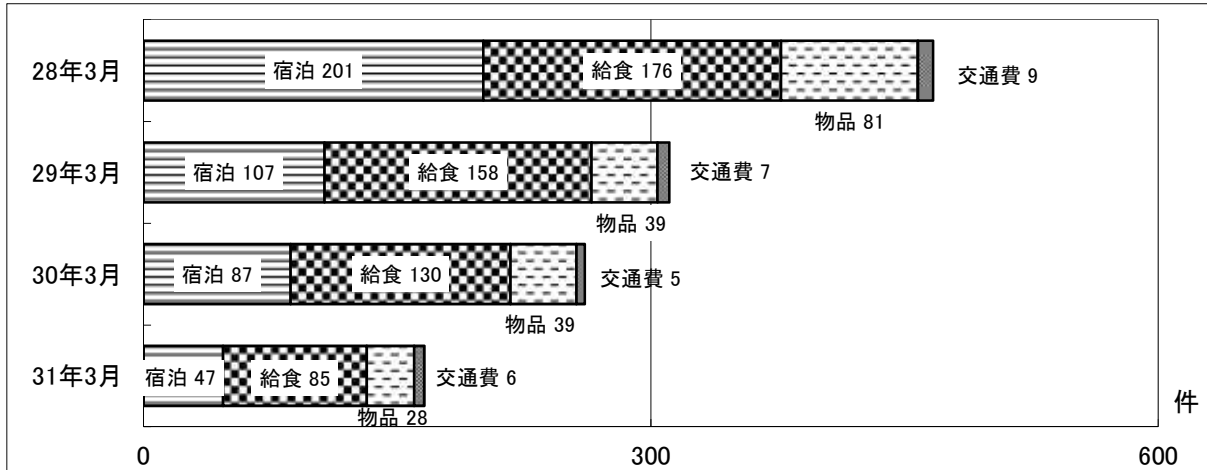 28年3月
宿泊 201
給食 176
物品 81
交通費 9
29年3月
宿泊 107
給食 158
物品 39
交通費 7
30年3月
宿泊 87
給食 130
物品 39
交通費 5
31年3月
宿泊 47
給食 85
物品 28
交通費 6
件
0
300
600